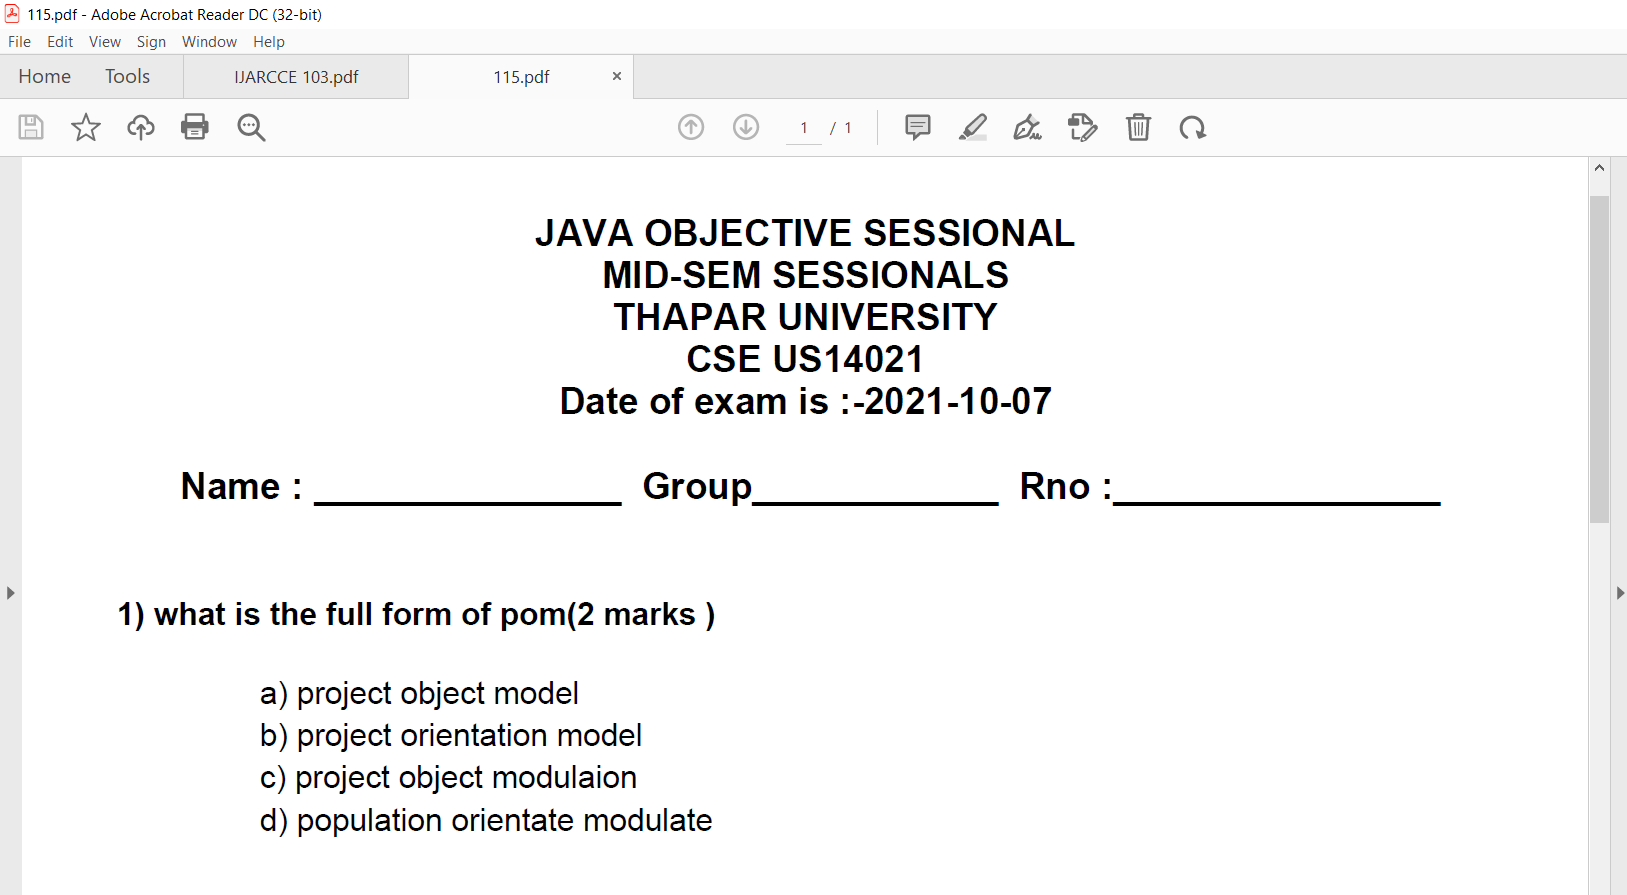 115.pdf - Adobe Acrobat Reader DC (32-bit)
File Edit View Sign Window Help
Home Tools IJARCCE 103.pdf 115.pdf ×
1 / 1
JAVA OBJECTIVE SESSIONAL
MID-SEM SESSIONALS
THAPAR UNIVERSITY
CSE US14021
Date of exam is :-2021-10-07
Name : _______________ Group____________ Rno :________________
1) what is the full form of pom(2 marks )
a) project object model
b) project orientation model
c) project object modulaion
d) population orientate modulate